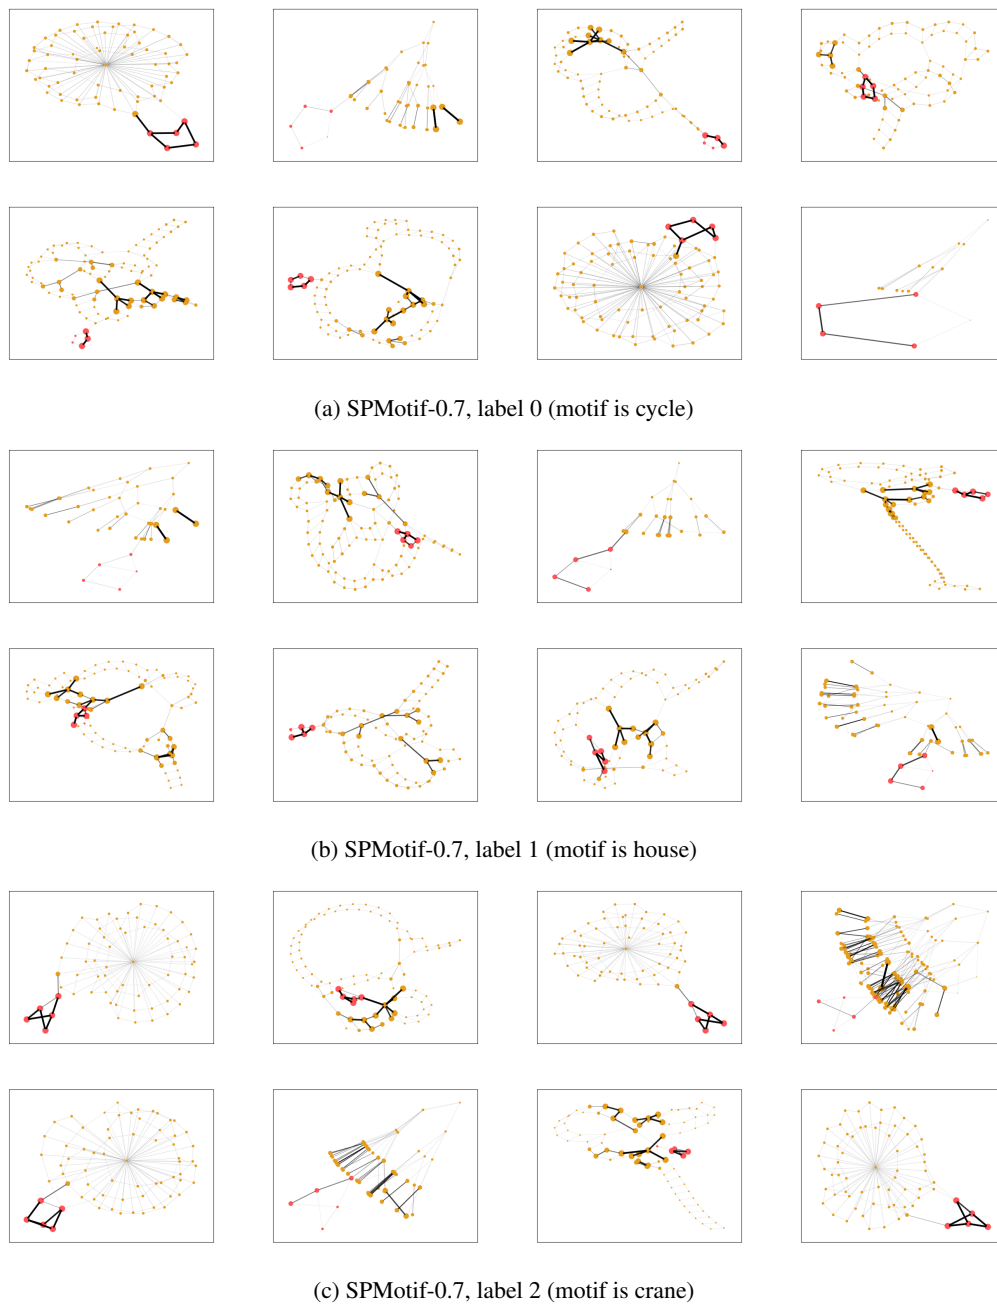 (a) SPMotif-0.7, label 0 (motif is cycle)
(b) SPMotif-0.7, label 1 (motif is house)
(c) SPMotif-0.7, label 2 (motif is crane)